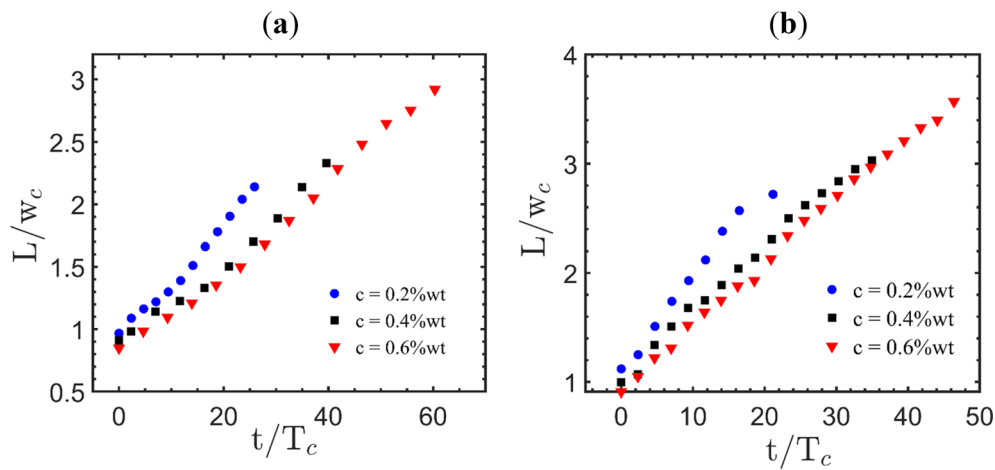 (a)
3
2.5
2
1.5
1
0.5
L/w_c
0 20 40 60
t/T_c
c = 0.2%wt
c = 0.4%wt
c = 0.6%wt
(b)
4
3
2
1
L/w_c
0 10 20 30 40 50
t/T_c
c = 0.2%wt
c = 0.4%wt
c = 0.6%wt